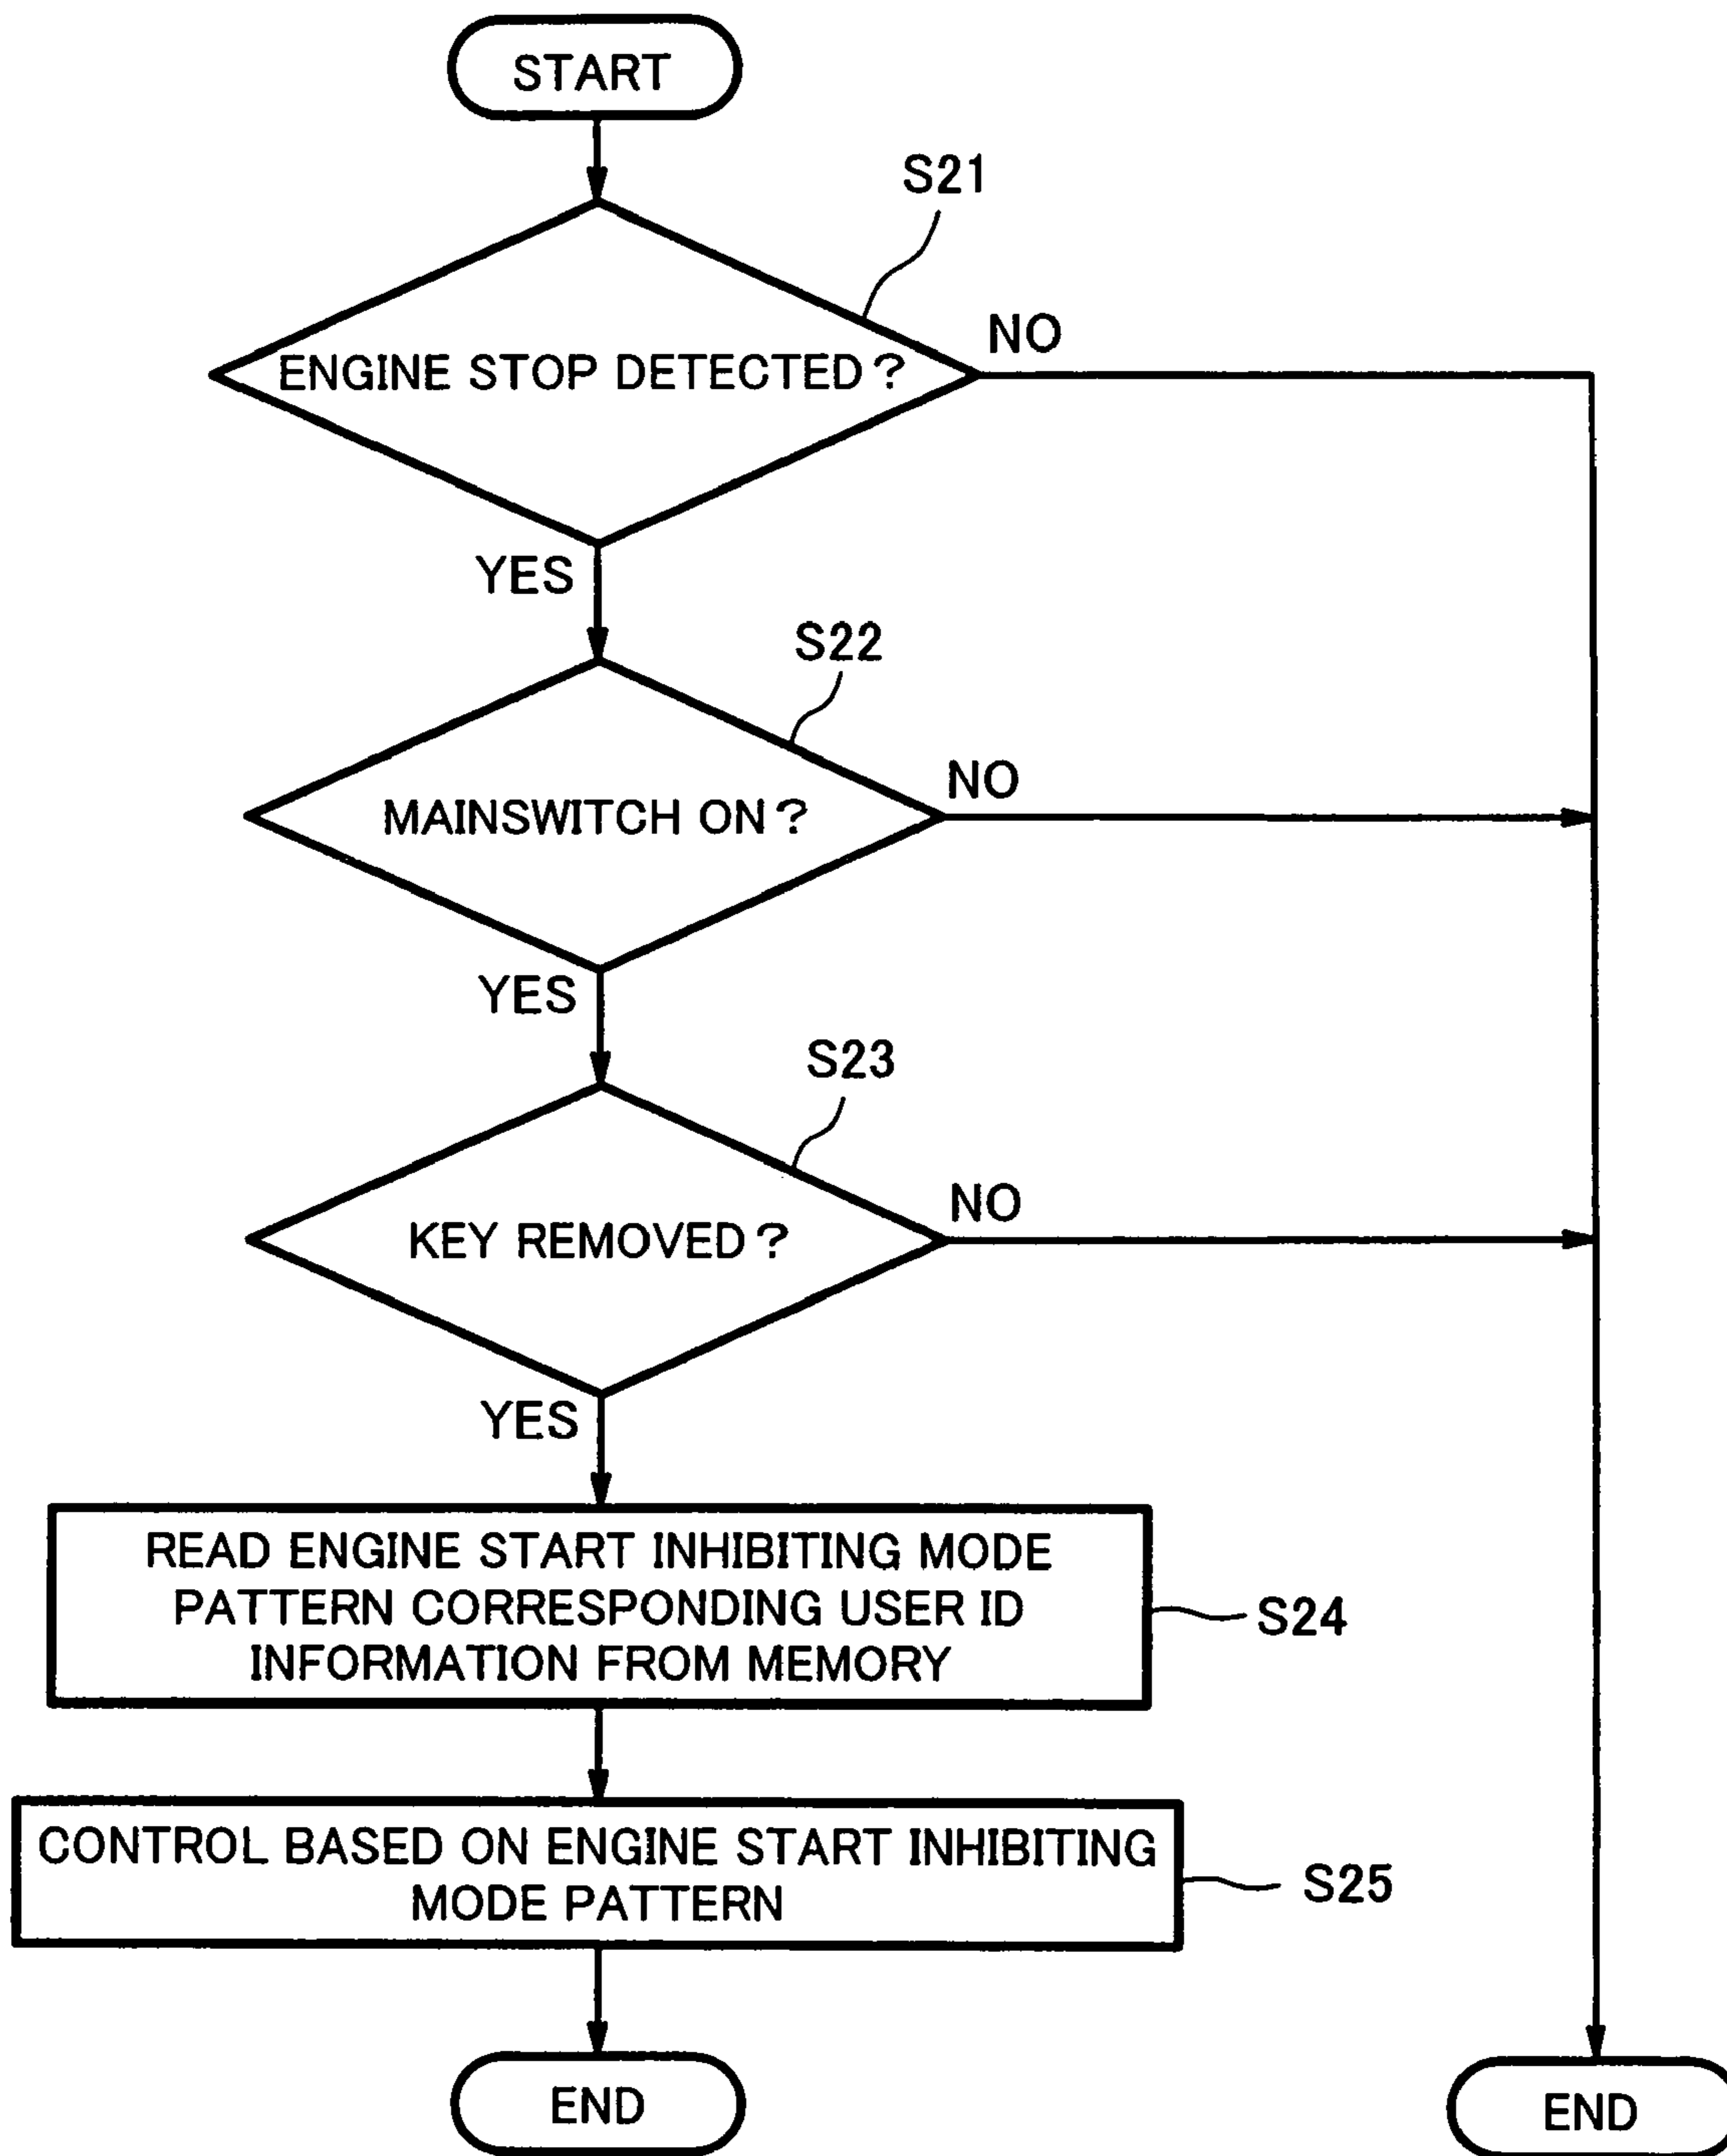 START
S21
ENGINE STOP DETECTED?
NO
YES
S22
MAINSWITCH ON?
NO
YES
S23
KEY REMOVED?
NO
YES
READ ENGINE START INHIBITING MODE
PATTERN CORRESPONDING USER ID
INFORMATION FROM MEMORY
S24
CONTROL BASED ON ENGINE START INHIBITING
MODE PATTERN
S25
END
END